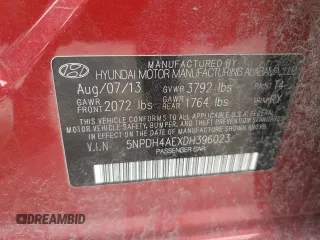 HYUNDAI MOTOR MANUFACTURING ALABAMA, LLC
Aug/07/13 GVWR 3792 lbs
GAWR FRONT 2072 lbs GAWR REAR 1764 lbs
THIS VEHICLE CONFORMS TO ALL APPLICABLE U.S.A. FEDERAL
MOTOR VEHICLE SAFETY, BUMPER, AND THEFT PREVENTION STANDARDS
IN EFFECT ON THE DATE OF MANUFACTURE SHOWN ABOVE.
V.I.N. 5NPDH4AEXDH396023
PASSENGER CAR
DREAMBID